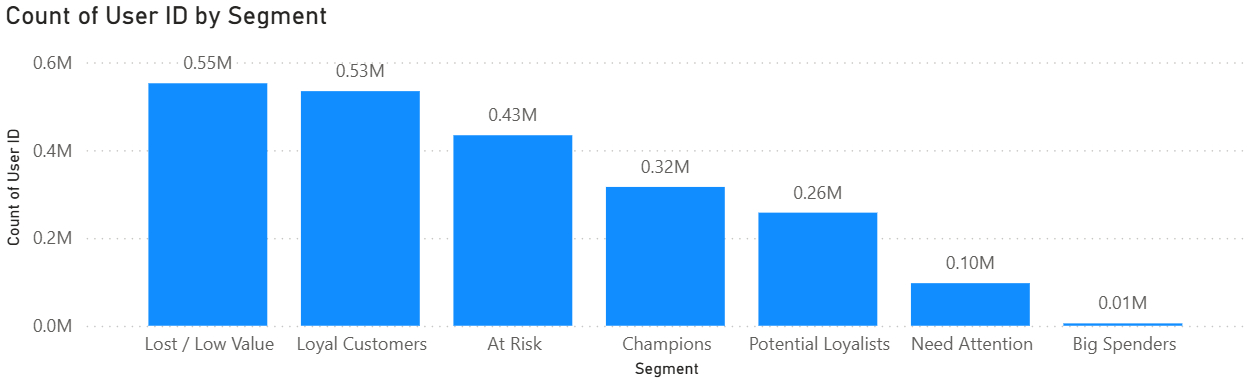 Count of User ID by Segment
Count of User ID
0.6M
0.4M
0.2M
0.0M
0.55M
0.53M
0.43M
0.32M
0.26M
0.10M
0.01M
Lost / Low Value
Loyal Customers
At Risk
Champions
Potential Loyalists
Need Attention
Big Spenders
Segment